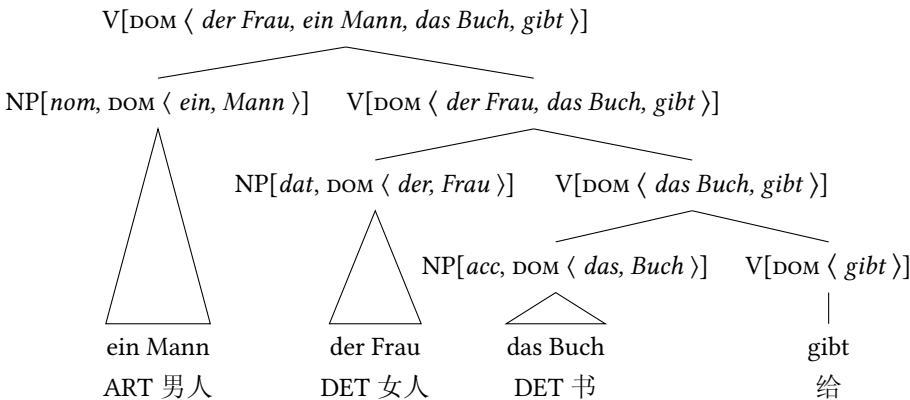 V[DOM ⟨ der Frau, ein Mann, das Buch, gibt ⟩]
NP[nom, DOM ⟨ ein, Mann ⟩] V[DOM ⟨ der Frau, das Buch, gibt ⟩]
NP[dat, DOM ⟨ der, Frau ⟩] V[DOM ⟨ das Buch, gibt ⟩]
NP[acc, DOM ⟨ das, Buch ⟩] V[DOM ⟨ gibt ⟩]
ein Mann der Frau das Buch gibt
ART 男人 DET 女人 DET 书 给